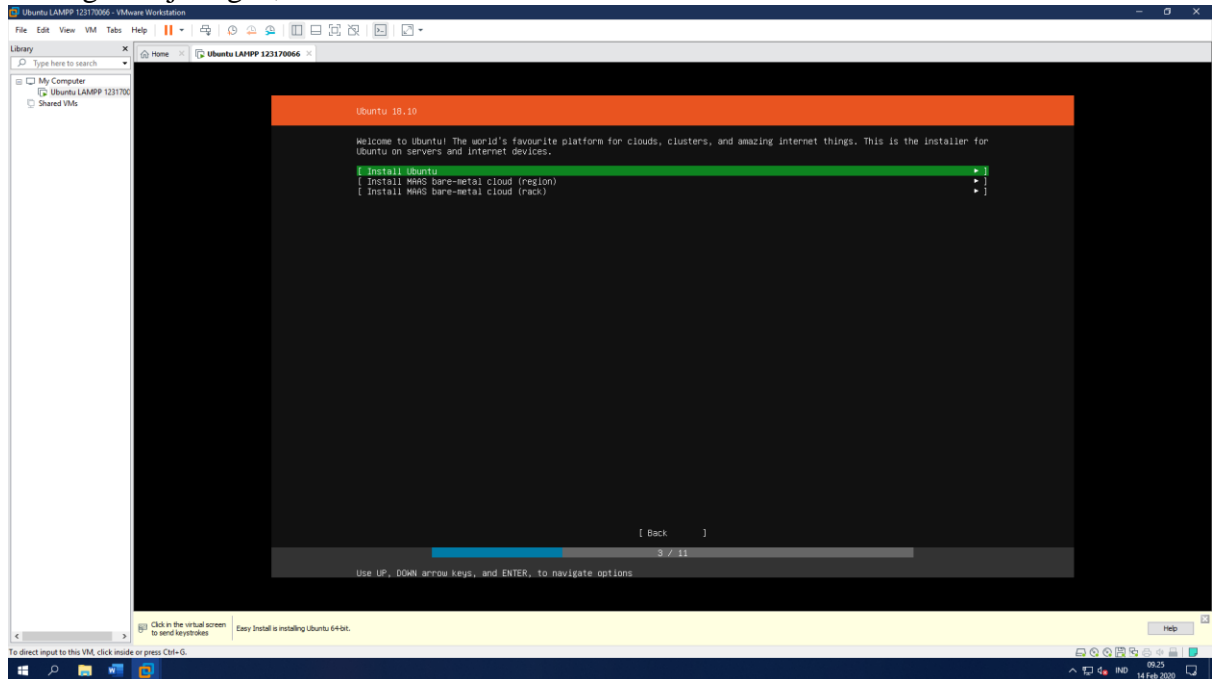 Ubuntu LAMPP 123170066 - VMware Workstation
File Edit View VM Tabs Help
Library
Type here to search
My Computer
Ubuntu LAMPP 123170
Shared VMs
Home
Ubuntu LAMPP 123170066
Ubuntu 18.10
Welcome to Ubuntu! The world's favourite platform for clouds, clusters, and amazing internet things. This is the installer for
Ubuntu on servers and internet devices.
[ Install Ubuntu ► ]
[ Install MAAS bare-metal cloud (region) ► ]
[ Install MAAS bare-metal cloud (rack) ► ]
[ Back ]
3 / 11
Use UP, DOWN arrow keys, and ENTER, to navigate options
Click in the virtual screen
to send keystrokes
Easy Install is installing Ubuntu 64-bit.
Help
To direct input to this VM, click inside or press Ctrl+G.
IND
09.25
14 Feb 2020